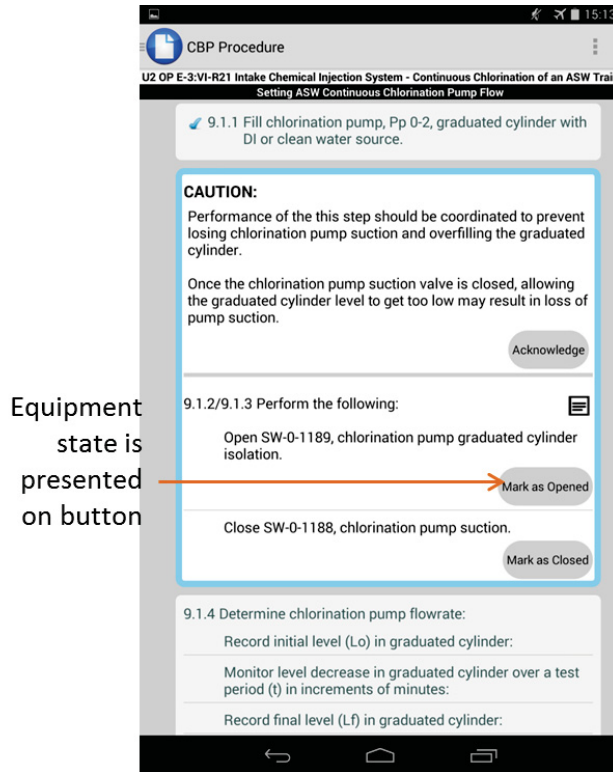 15:13
CBP Procedure
U2 OP E-3:VI-R21 Intake Chemical Injection System - Continuous Chlorination of an ASW Trai
Setting ASW Continuous Chlorination Pump Flow
9.1.1 Fill chlorination pump, Pp 0-2, graduated cylinder with
DI or clean water source.
CAUTION:
Performance of the this step should be coordinated to prevent
losing chlorination pump suction and overfilling the graduated
cylinder.
Once the chlorination pump suction valve is closed, allowing
the graduated cylinder level to get too low may result in loss of
pump suction.
Acknowledge
Equipment
state is
presented
on button
9.1.2/9.1.3 Perform the following:
Open SW-0-1189, chlorination pump graduated cylinder
isolation.
Mark as Opened
Close SW-0-1188, chlorination pump suction.
Mark as Closed
9.1.4 Determine chlorination pump flowrate:
Record initial level (Lo) in graduated cylinder:
Monitor level decrease in graduated cylinder over a test
period (t) in increments of minutes:
Record final level (Lf) in graduated cylinder: